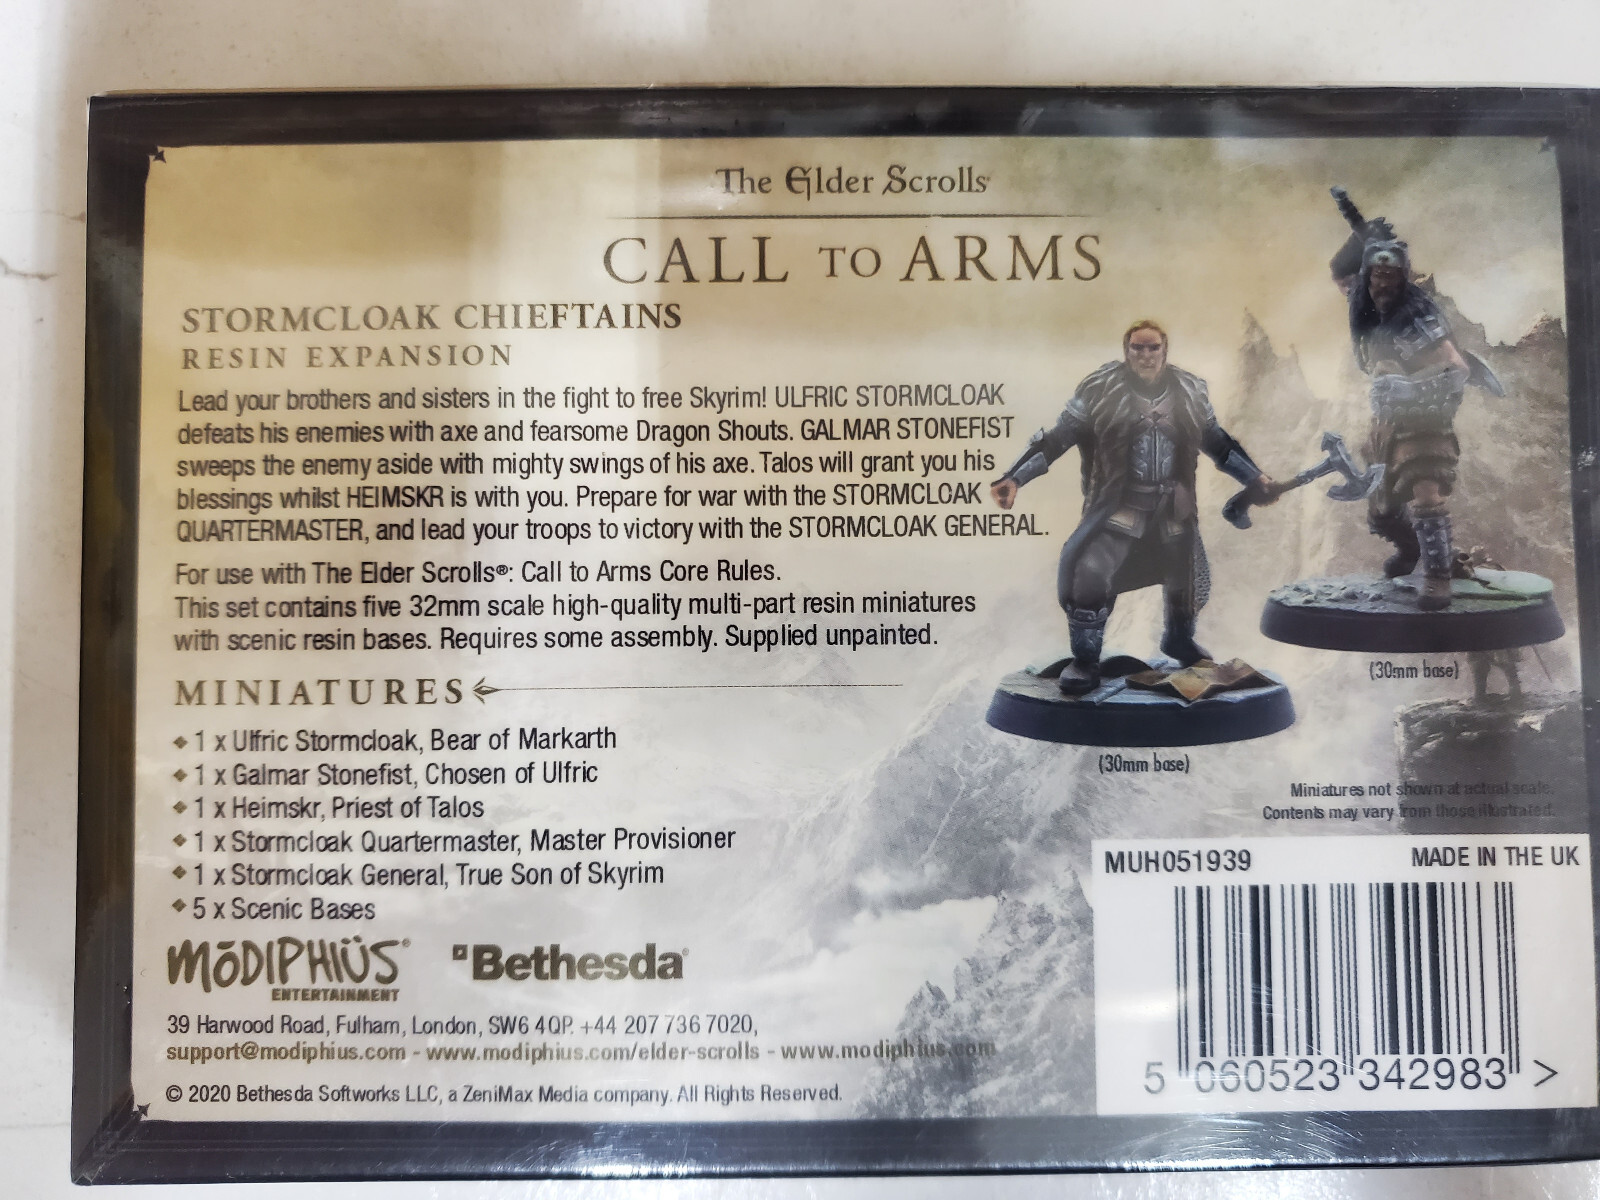 The Elder Scrolls
CALL TO ARMS
STORMCLOAK CHIEFTAINS
RESIN EXPANSION
Lead your brothers and sisters in the fight to free Skyrim! ULFRIC STORMCLOAK
defeats his enemies with axe and fearsome Dragon Shouts. GALMAR STONEFIST
sweeps the enemy aside with mighty swings of his axe. Talos will grant you his
blessings whilst HEIMSKR is with you. Prepare for war with the STORMCLOAK
QUARTERMASTER, and lead your troops to victory with the STORMCLOAK GENERAL.
For use with The Elder Scrolls®: Call to Arms Core Rules.
This set contains five 32mm scale high-quality multi-part resin miniatures
with scenic resin bases. Requires some assembly. Supplied unpainted.
MINIATURES
1 x Ulfric Stormcloak, Bear of Markarth
1 x Galmar Stonefist, Chosen of Ulfric
1 x Heimskr, Priest of Talos
1 x Stormcloak Quartermaster, Master Provisioner
1 x Stormcloak General, True Son of Skyrim
5 x Scenic Bases
(30mm base)
(30mm base)
Miniatures not shown at actual scale.
Contents may vary from those illustrated.
MŌDIPHIÜS®
ENTERTAINMENT
Bethesda®
39 Harwood Road, Fulham, London, SW6 4QP. +44 207 736 7020,
support@modiphius.com - www.modiphius.com/elder-scrolls - www.modiphius.com
© 2020 Bethesda Softworks LLC, a ZeniMax Media company. All Rights Reserved.
MUH051939 MADE IN THE UK
5 060523 342983 >